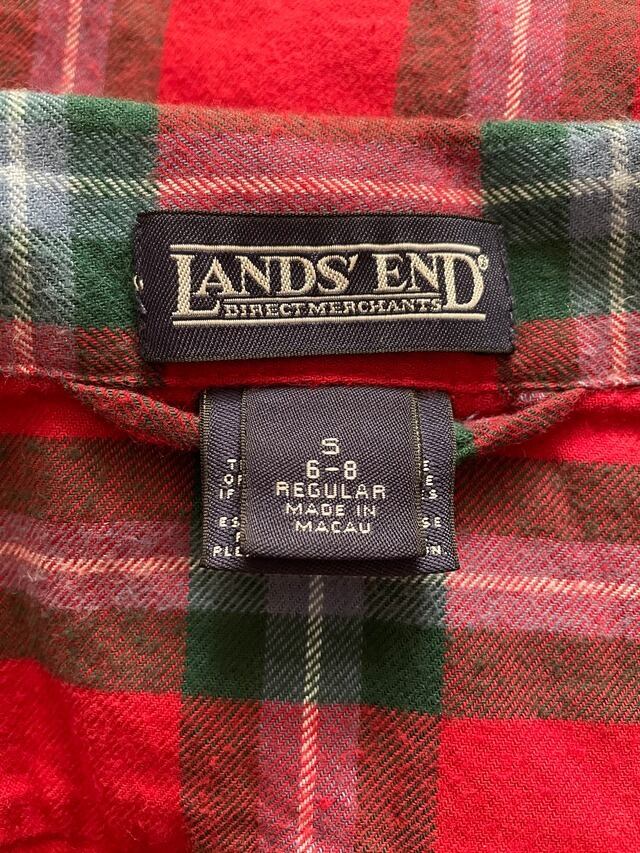 LANDS' END®
DIRECT MERCHANTS
S
6-8
REGULAR
MADE IN
MACAU